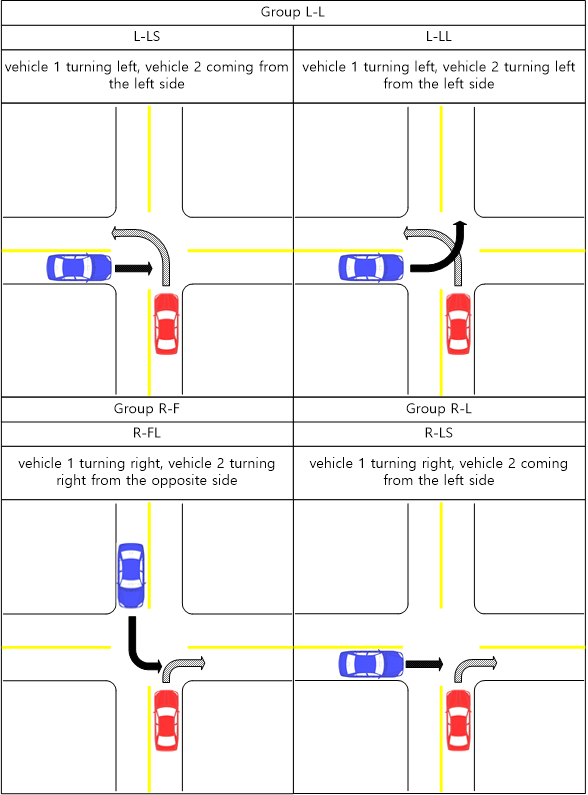 Group L-L
L-LS
L-LL
vehicle 1 turning left, vehicle 2 coming from
the left side
vehicle 1 turning left, vehicle 2 turning left
from the left side
Group R-F
Group R-L
R-FL
R-LS
vehicle 1 turning right, vehicle 2 turning
right from the opposite side
vehicle 1 turning right, vehicle 2 coming
from the left side